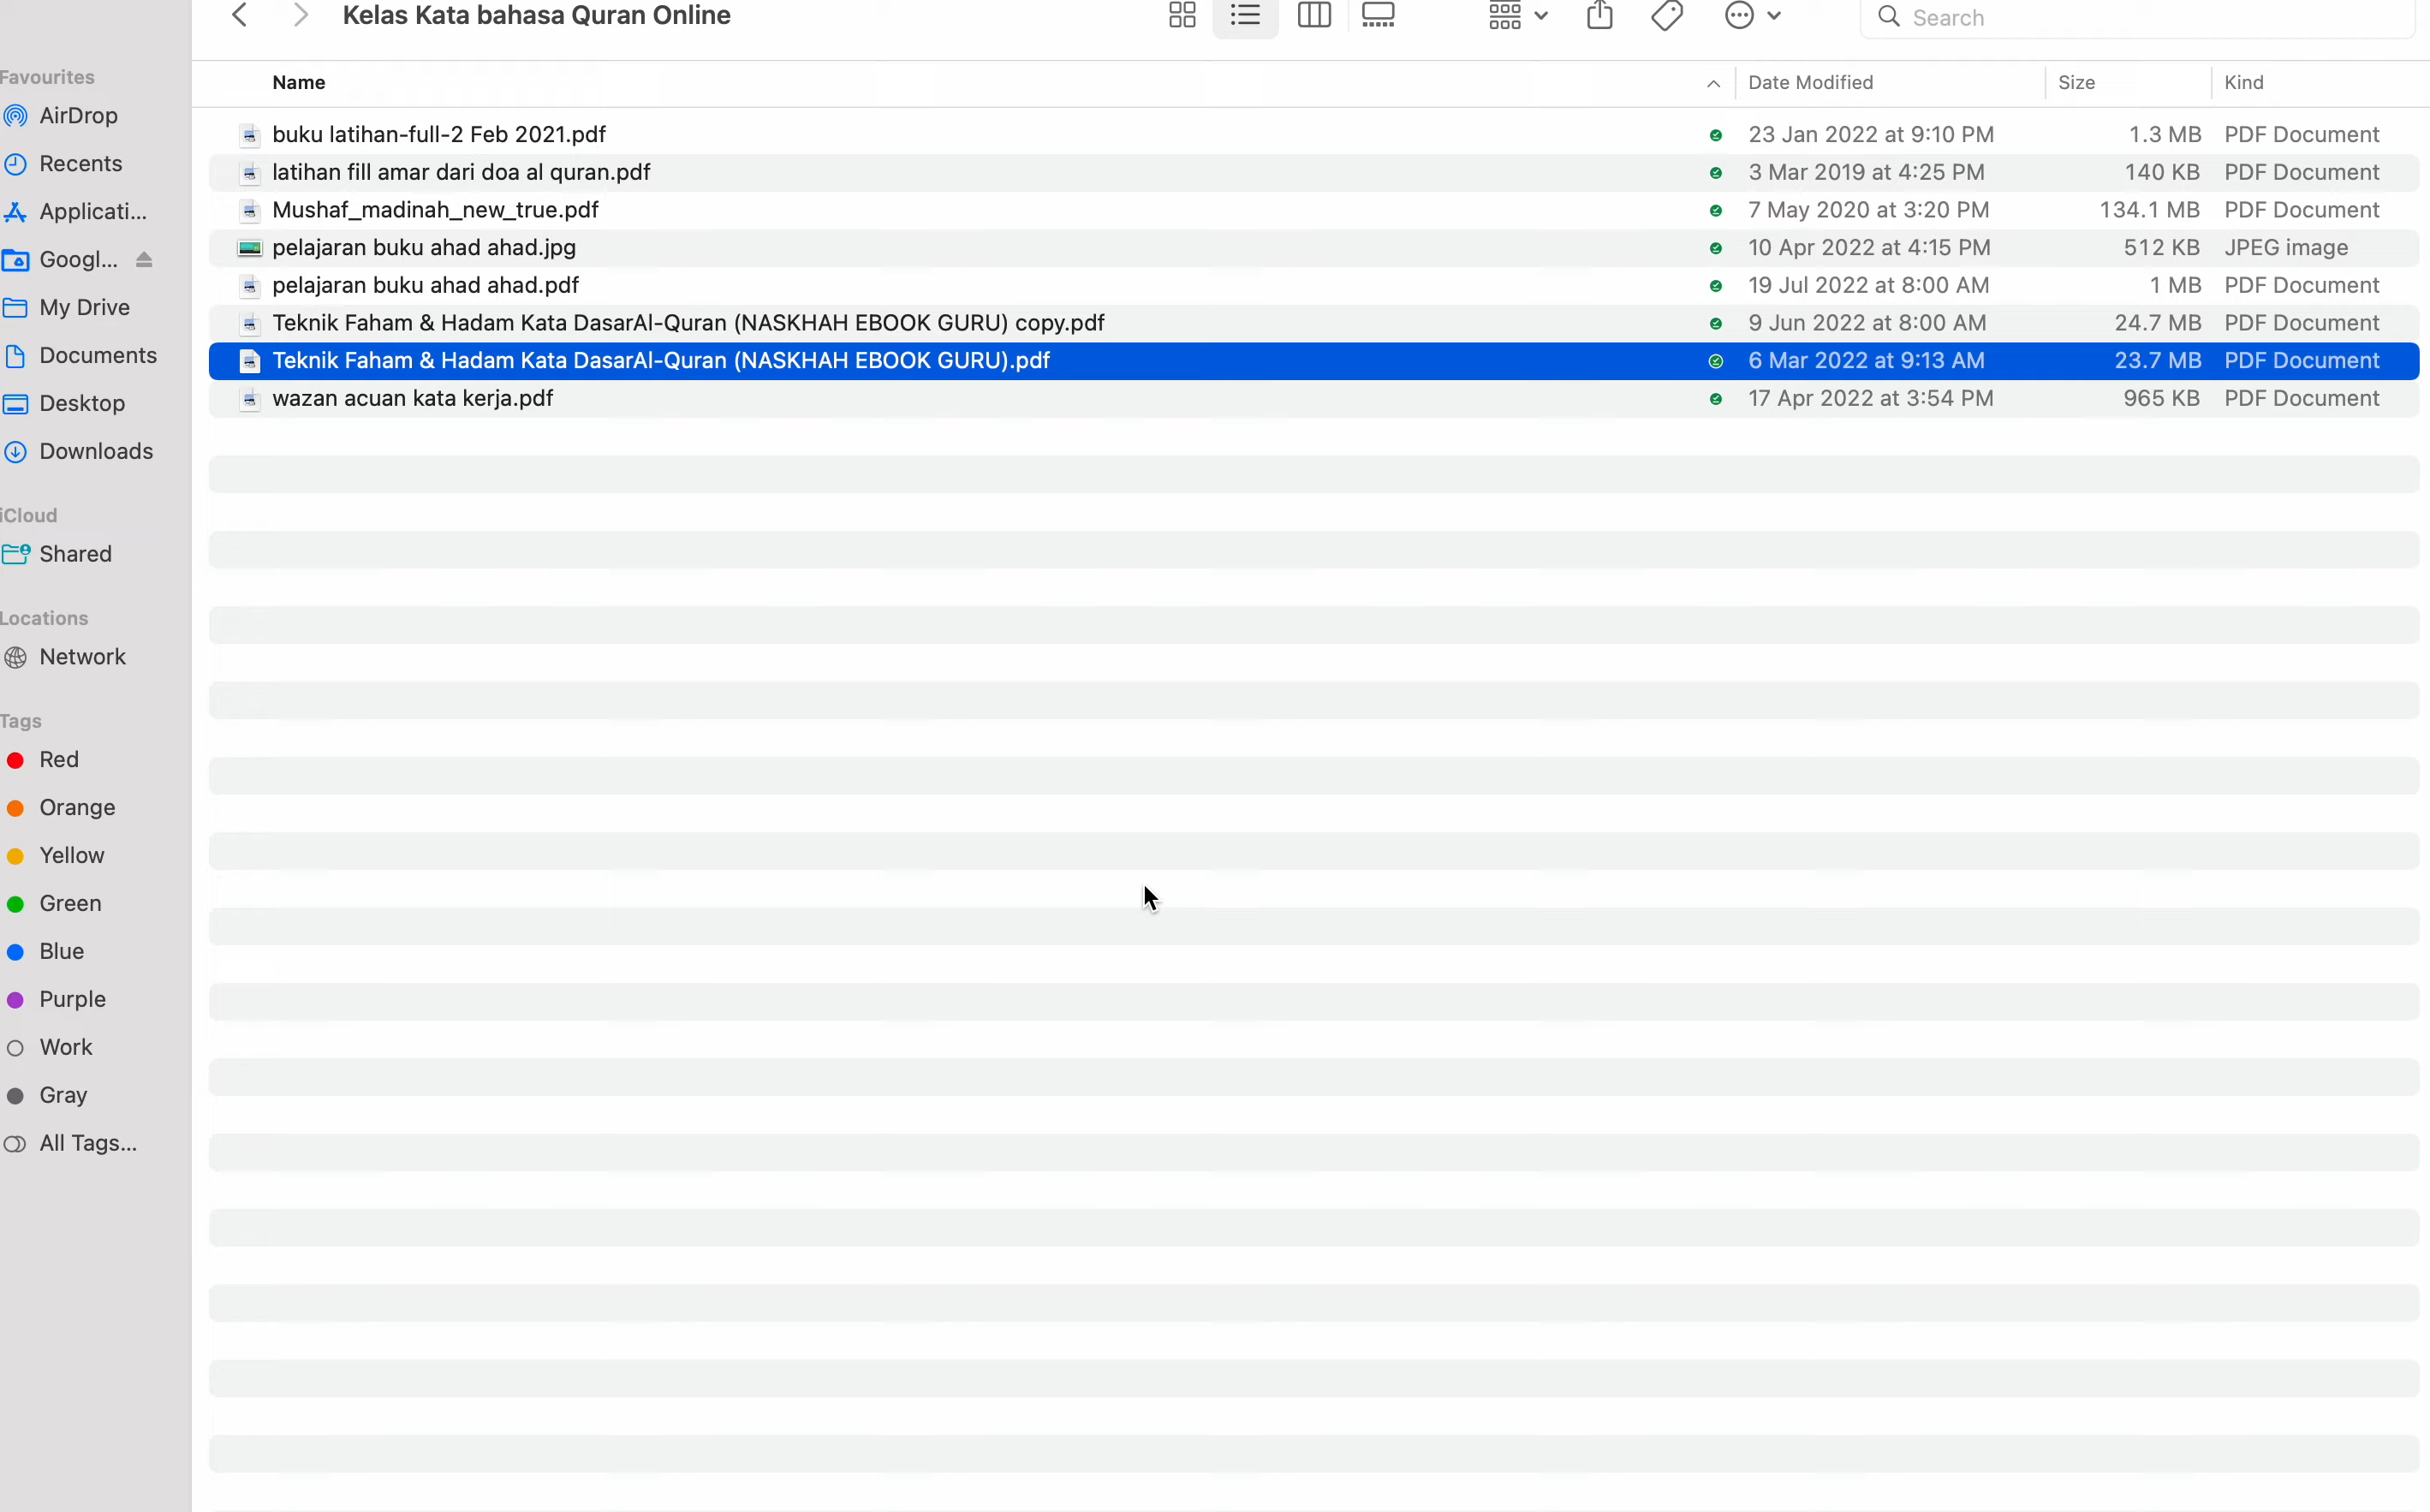 Kelas Kata bahasa Quran Online
Search
Favourites
AirDrop
Recents
Applicati...
Googl...
My Drive
Documents
Desktop
Downloads
iCloud
Shared
Locations
Network
Tags
Red
Orange
Yellow
Green
Blue
Purple
Work
Gray
All Tags...
Name Date Modified Size Kind
buku latihan-full-2 Feb 2021.pdf 23 Jan 2022 at 9:10 PM 1.3 MB PDF Document
latihan fill amar dari doa al quran.pdf 3 Mar 2019 at 4:25 PM 140 KB PDF Document
Mushaf_madinah_new_true.pdf 7 May 2020 at 3:20 PM 134.1 MB PDF Document
pelajaran buku ahad ahad.jpg 10 Apr 2022 at 4:15 PM 512 KB JPEG image
pelajaran buku ahad ahad.pdf 19 Jul 2022 at 8:00 AM 1 MB PDF Document
Teknik Faham & Hadam Kata DasarAl-Quran (NASKHAH EBOOK GURU) copy.pdf 9 Jun 2022 at 8:00 AM 24.7 MB PDF Document
Teknik Faham & Hadam Kata DasarAl-Quran (NASKHAH EBOOK GURU).pdf 6 Mar 2022 at 9:13 AM 23.7 MB PDF Document
wazan acuan kata kerja.pdf 17 Apr 2022 at 3:54 PM 965 KB PDF Document